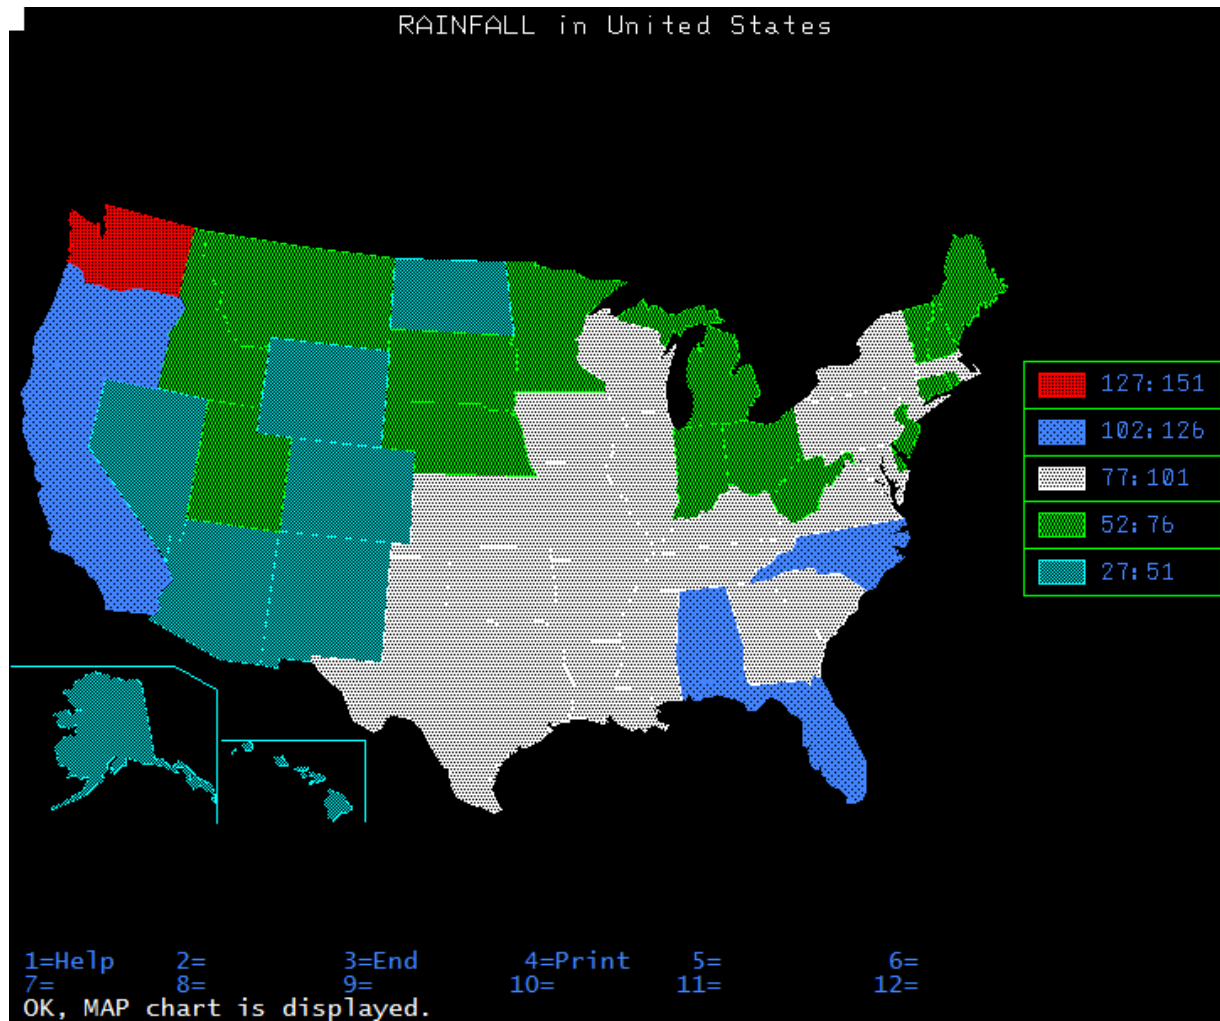 RAINFALL in United States
127:151
102:126
77:101
52:76
27:51
1=Help 2= 3=End 4=Print 5= 6=
7= 8= 9= 10= 11= 12=
OK, MAP chart is displayed.